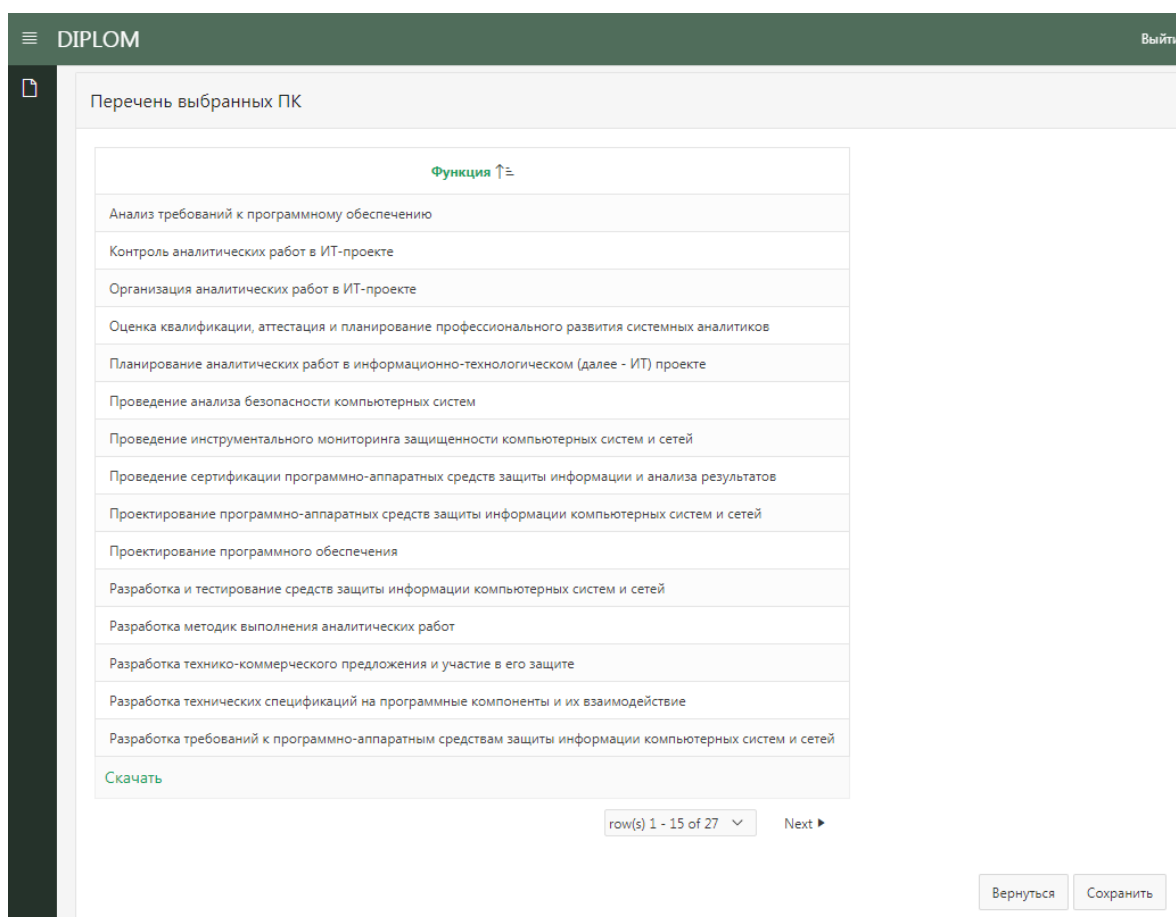 DIPLOM
Выйти
Перечень выбранных ПК
Функция
Анализ требований к программному обеспечению
Контроль аналитических работ в ИТ-проекте
Организация аналитических работ в ИТ-проекте
Оценка квалификации, аттестация и планирование профессионального развития системных аналитиков
Планирование аналитических работ в информационно-технологическом (далее - ИТ) проекте
Проведение анализа безопасности компьютерных систем
Проведение инструментального мониторинга защищенности компьютерных систем и сетей
Проведение сертификации программно-аппаратных средств защиты информации и анализа результатов
Проектирование программно-аппаратных средств защиты информации компьютерных систем и сетей
Проектирование программного обеспечения
Разработка и тестирование средств защиты информации компьютерных систем и сетей
Разработка методик выполнения аналитических работ
Разработка технико-коммерческого предложения и участие в его защите
Разработка технических спецификаций на программные компоненты и их взаимодействие
Разработка требований к программно-аппаратным средствам защиты информации компьютерных систем и сетей
Скачать
row(s) 1 - 15 of 27
Next
Вернуться
Сохранить